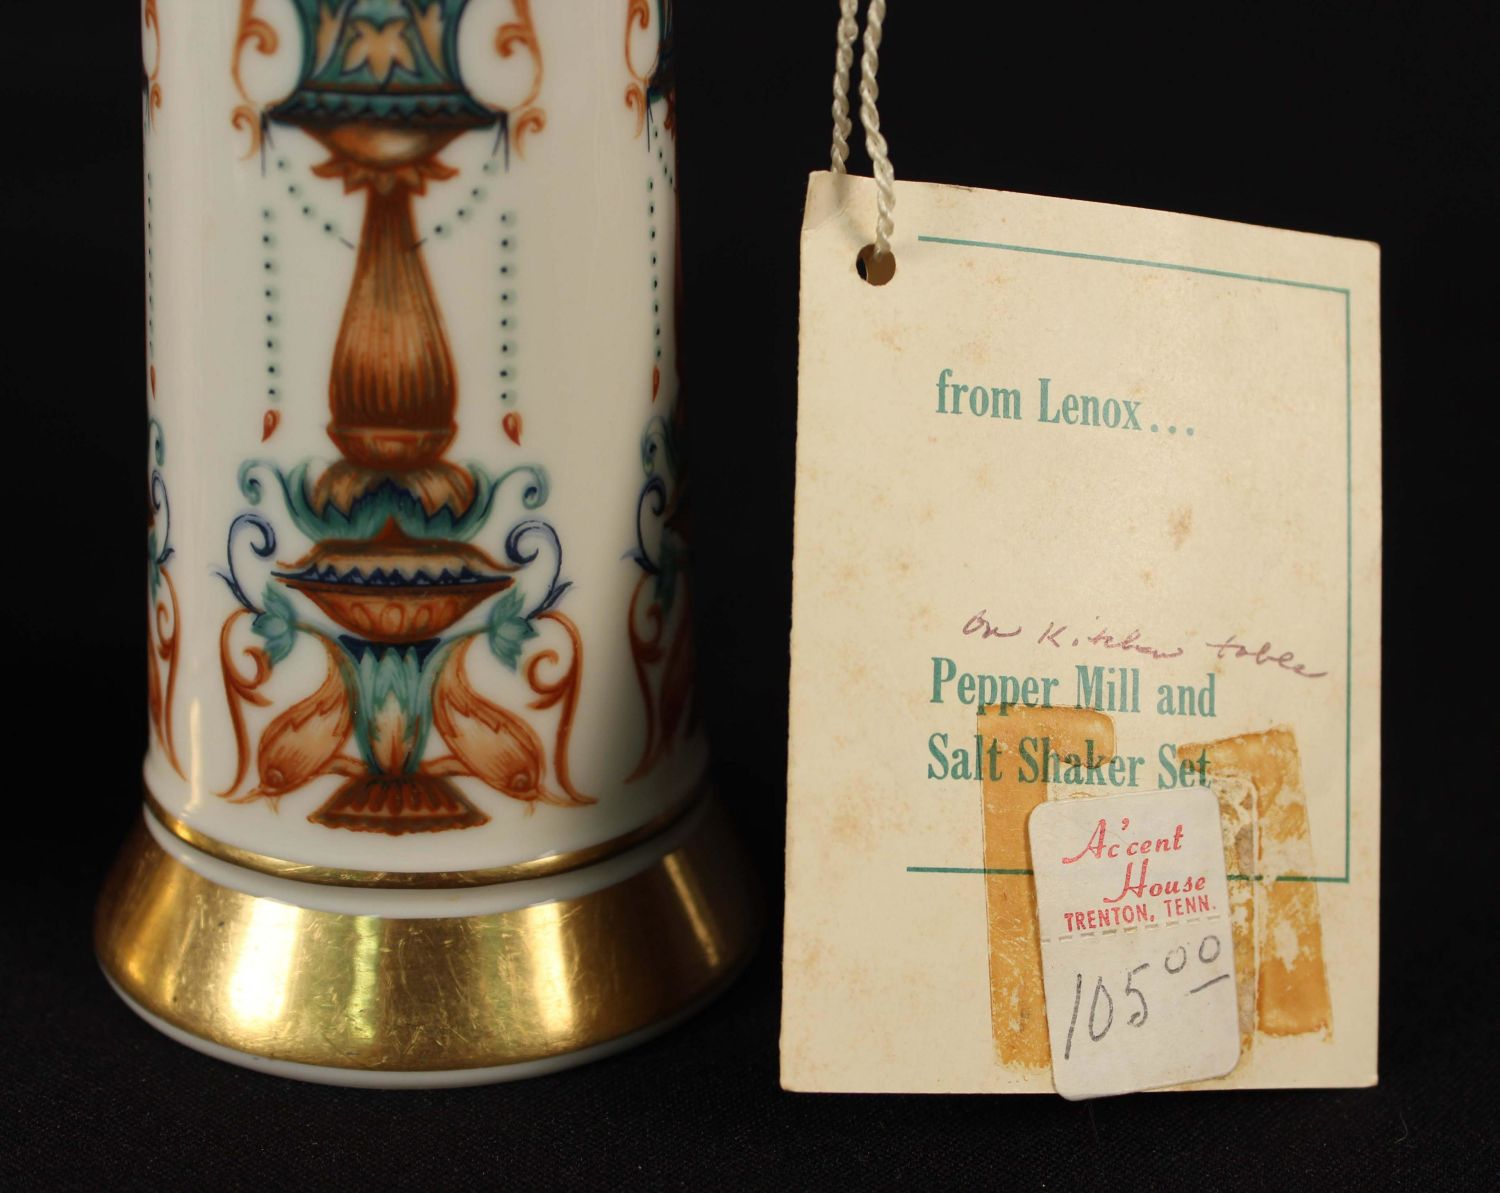 from Lenox...
on Kitchen table
Pepper Mill and
Salt Shaker Set
Ac'cent
House
TRENTON, TENN.
105 00